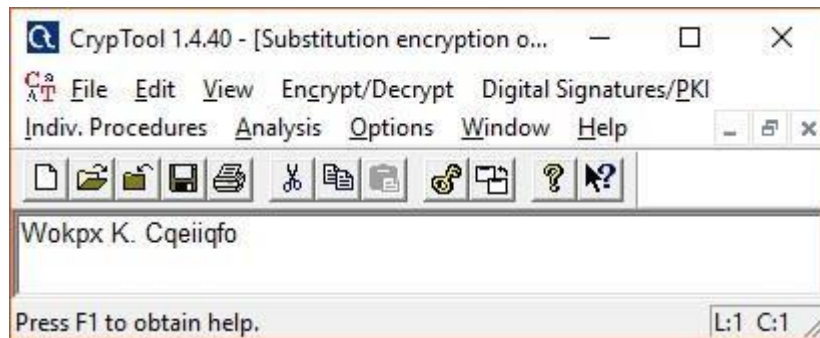 CrypTool 1.4.40 - [Substitution encryption o...
File Edit View Encrypt/Decrypt Digital Signatures/PKI
Indiv. Procedures Analysis Options Window Help
Wokpx K. Cqeiiqfo
Press F1 to obtain help. L:1 C:1